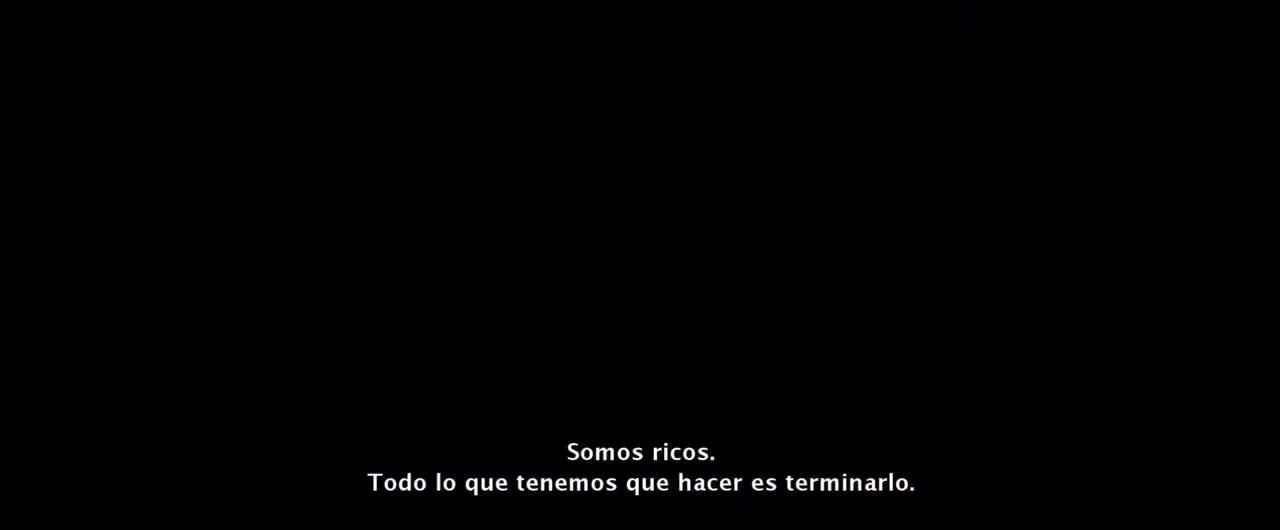 Somos ricos.
Todo lo que tenemos que hacer es terminarlo.